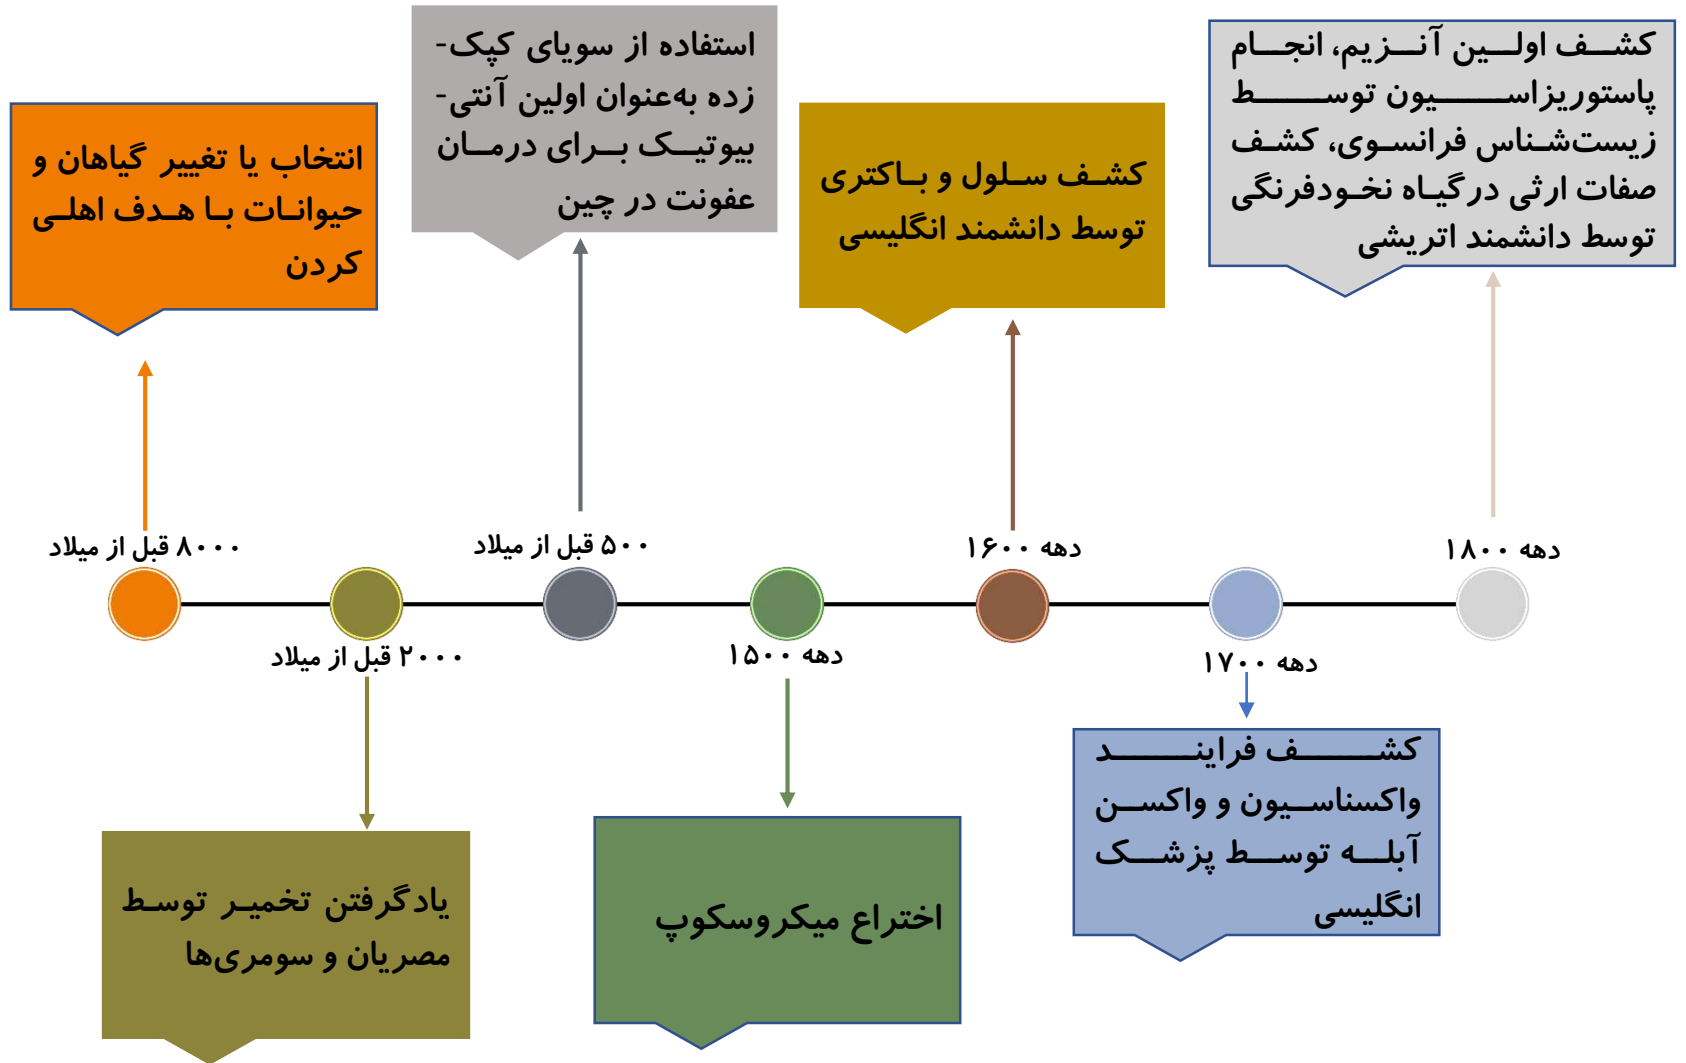 انتخاب یا تغییر گیاهان و
حیوانات با هدف اهلی
کردن
۸۰۰۰ قبل از میلاد
۲۰۰۰ قبل از میلاد
یادگرفتن تخمیر توسط
مصریان و سومری‌ها
استفاده از سویای کپک-
زده به‌عنوان اولین آنتی-
بیوتیک برای درمان
عفونت در چین
۵۰۰ قبل از میلاد
دهه ۱۵۰۰
اختراع میکروسکوپ
کشف سلول و باکتری
توسط دانشمند انگلیسی
دهه ۱۶۰۰
دهه ۱۷۰۰
کشف فرایند
واکسناسیون و واکسن
آبله توسط پزشک
انگلیسی
کشف اولین آنزیم، انجام
پاستوریزاسیون توسط
زیست‌شناس فرانسوی، کشف
صفات ارثی درگیاه نخودفرنگی
توسط دانشمند اتریشی
دهه ۱۸۰۰